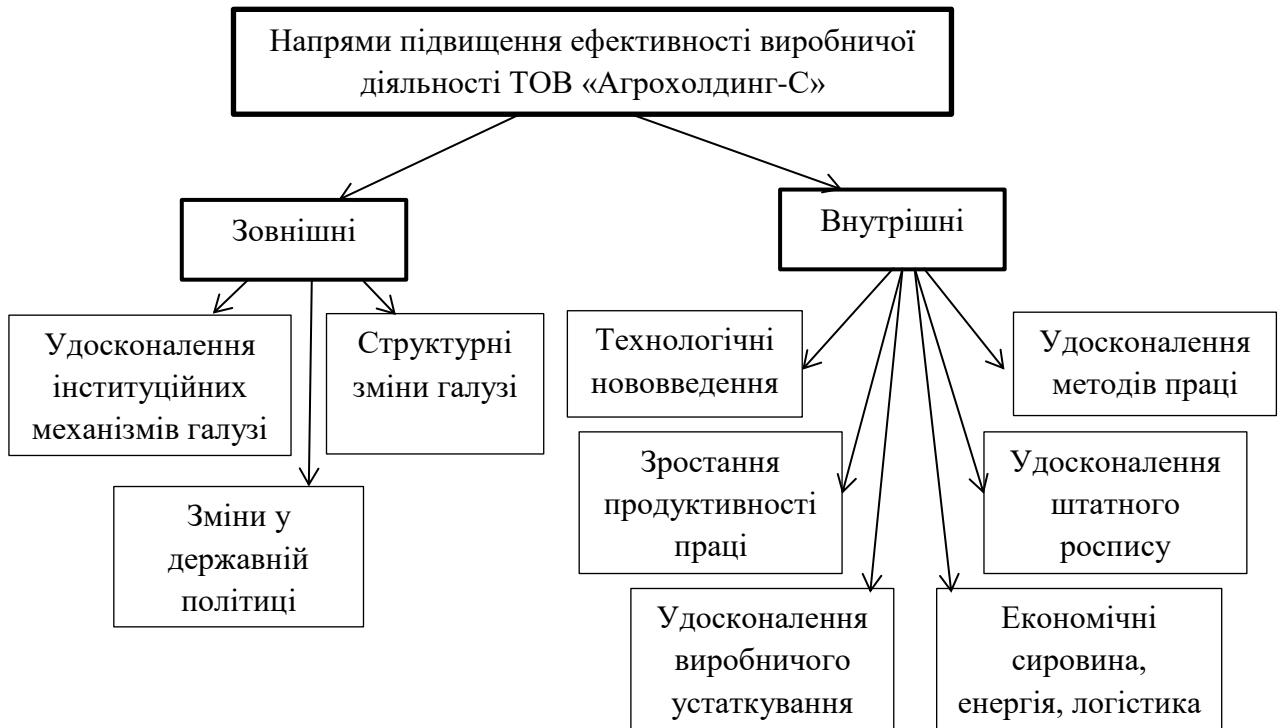 Напрями підвищення ефективності виробничої
діяльності ТОВ «Агрохолдинг-С»
Зовнішні
Внутрішні
Удосконалення
інституційних
механізмів галузі
Структурні
зміни галузі
Зміни у
державній
політиці
Технологічні
нововведення
Удосконалення
методів праці
Зростання
продуктивності
праці
Удосконалення
штатного
роспису
Удосконалення
виробничого
устаткування
Економічні
сировина,
енергія, логістика